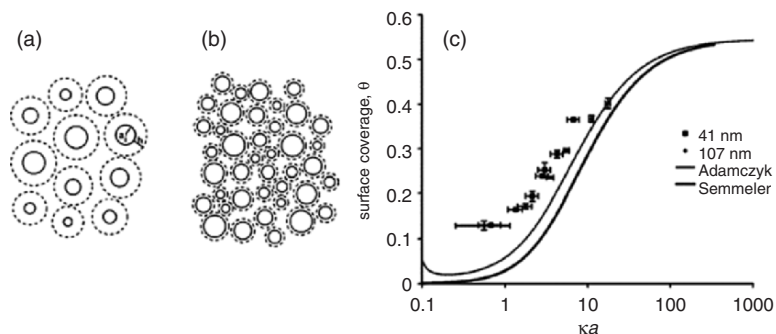 (a)
(b)
(c)
surface coverage, θ
0.6
0.5
0.4
0.3
0.2
0.1
0
0.1
1
10
100
1000
κa
41 nm
107 nm
Adamczyk
Semmeler